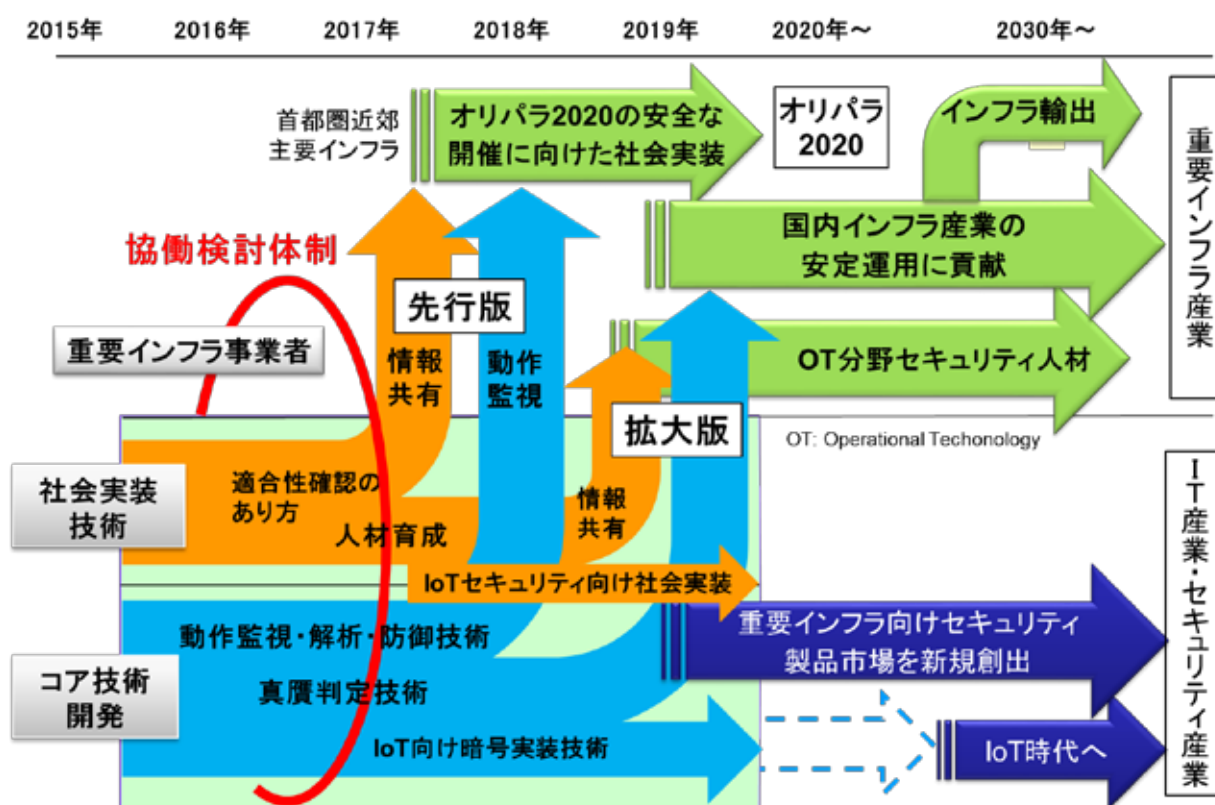 2015年 2016年 2017年 2018年 2019年 2020年～ 2030年～
首都圏近郊
主要インフラ
オリパラ2020の安全な
開催に向けた社会実装
オリパラ
2020
インフラ輸出
重要インフラ産業
国内インフラ産業の
安定運用に貢献
協働検討体制
先行版
重要インフラ事業者
情報
共有
動作
監視
OT分野セキュリティ人材
拡大版
OT: Operational Techonology
社会実装
技術
適合性確認の
あり方
人材育成
情報
共有
IoTセキュリティ向け社会実装
IT産業・セキュリティ産業
コア技術
開発
動作監視・解析・防御技術
真贋判定技術
IoT向け暗号実装技術
重要インフラ向けセキュリティ
製品市場を新規創出
IoT時代へ